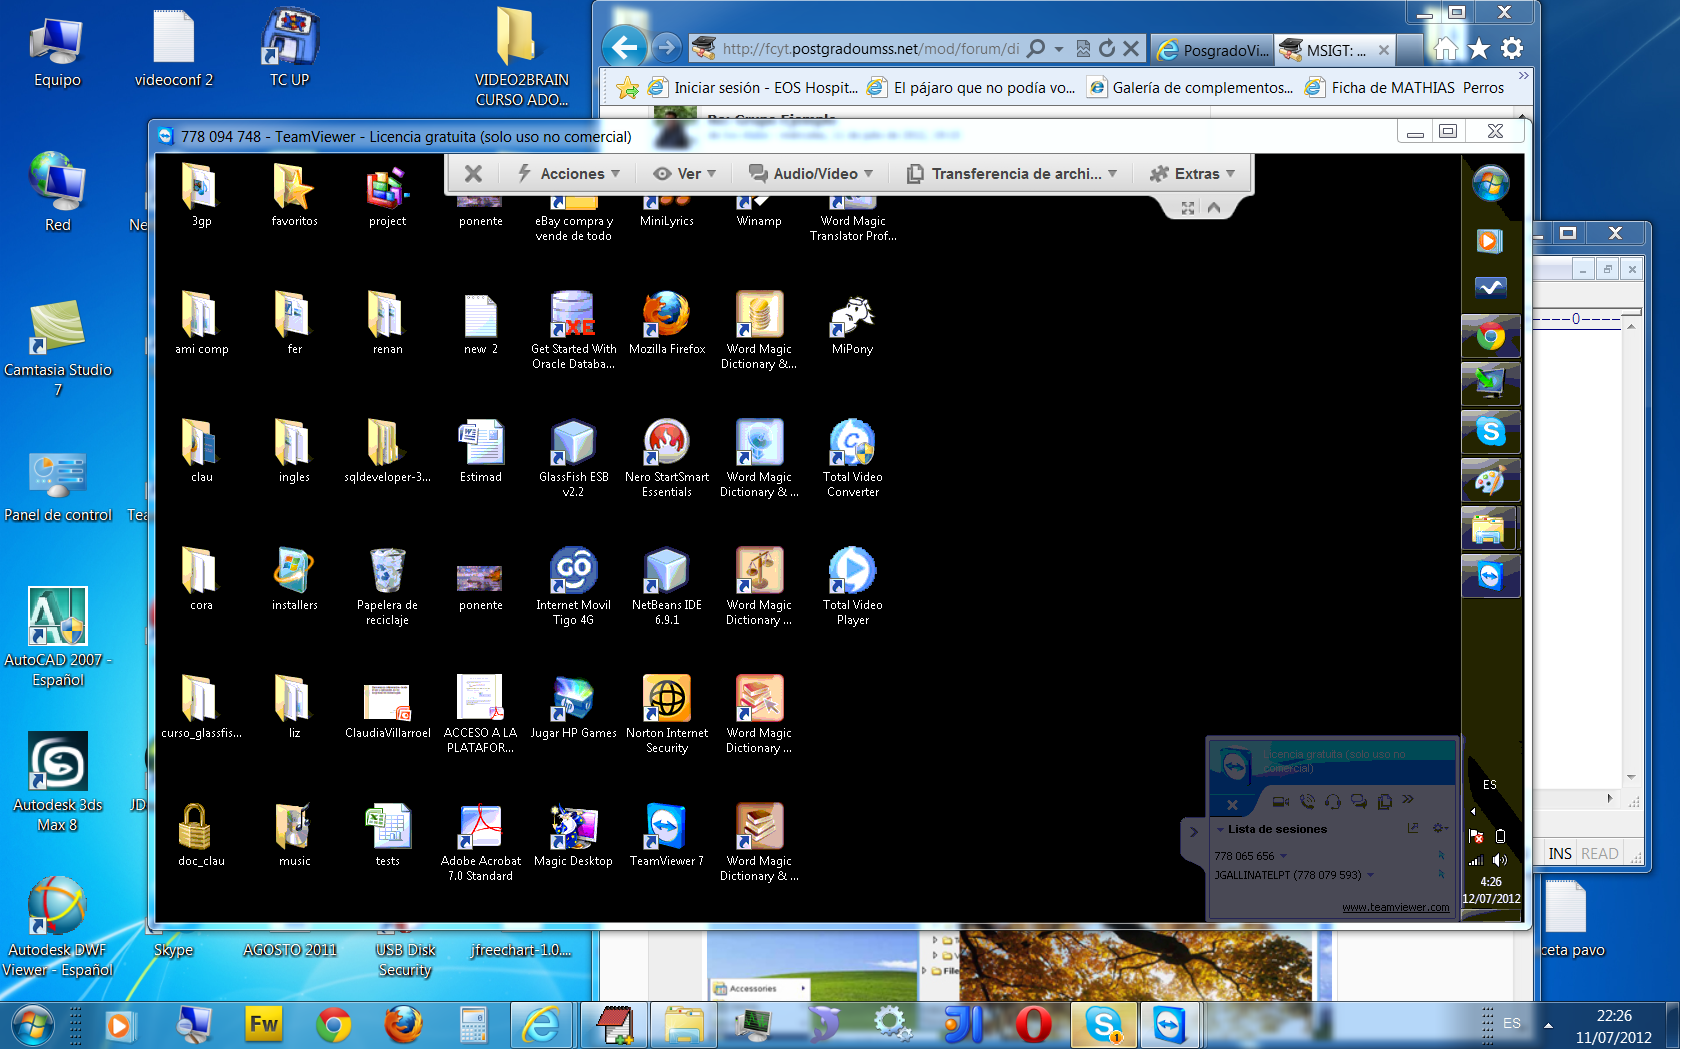 Equipo
videoconf 2
TC UP
VIDEO2BRAIN
CURSO ADO...
http://fcyt.postgradoumss.net/mod/forum/di
PosgradoVi...
MSIGT: ...
Iniciar sesión - EOS Hospit...
El pájaro que no podía vo...
Galería de complementos...
Ficha de MATHIAS Perros
Re: Grupo Ejemplo
778 094 748 - TeamViewer - Licencia gratuita (solo uso no comercial)
Acciones
Ver
Audio/Video
Transferencia de archi...
Extras
3gp
favoritos
project
ponente
eBay compra y
vende de todo
MiniLyrics
Winamp
Word Magic
Translator Prof...
Red
Ne
ami comp
fer
renan
new 2
Get Started With
Oracle Databa...
Mozilla Firefox
Word Magic
Dictionary &...
MiPony
0
Camtasia Studio
7
clau
ingles
sqldeveloper-3...
Estimad
GlassFish ESB
v2.2
Nero StartSmart
Essentials
Word Magic
Dictionary & ...
Total Video
Converter
Panel de control
Tea
cora
installers
Papelera de
reciclaje
ponente
Internet Movil
Tigo 4G
NetBeans IDE
6.9.1
Word Magic
Dictionary ...
Total Video
Player
AutoCAD 2007 -
Español
curso_glassfis...
liz
ClaudiaVillarroel
ACCESO A LA
PLATAFOR...
Jugar HP Games
Norton Internet
Security
Word Magic
Dictionary ...
Autodesk 3ds
Max 8
JD
doc_clau
music
tests
Adobe Acrobat
7.0 Standard
Magic Desktop
TeamViewer 7
Word Magic
Dictionary & ...
Licencia gratuita (solo uso no
comercial)
Lista de sesiones
778 065 656
JGALLINATELPT (778 079 593)
www.teamviewer.com
ES
4:26
12/07/2012
INS READ
Autodesk DWF
Viewer - Español
Skype
AGOSTO 2011
USB Disk
Security
jfreechart-1.0....
Accessories
File
ceta pavo
Fw
ES
22:26
11/07/2012